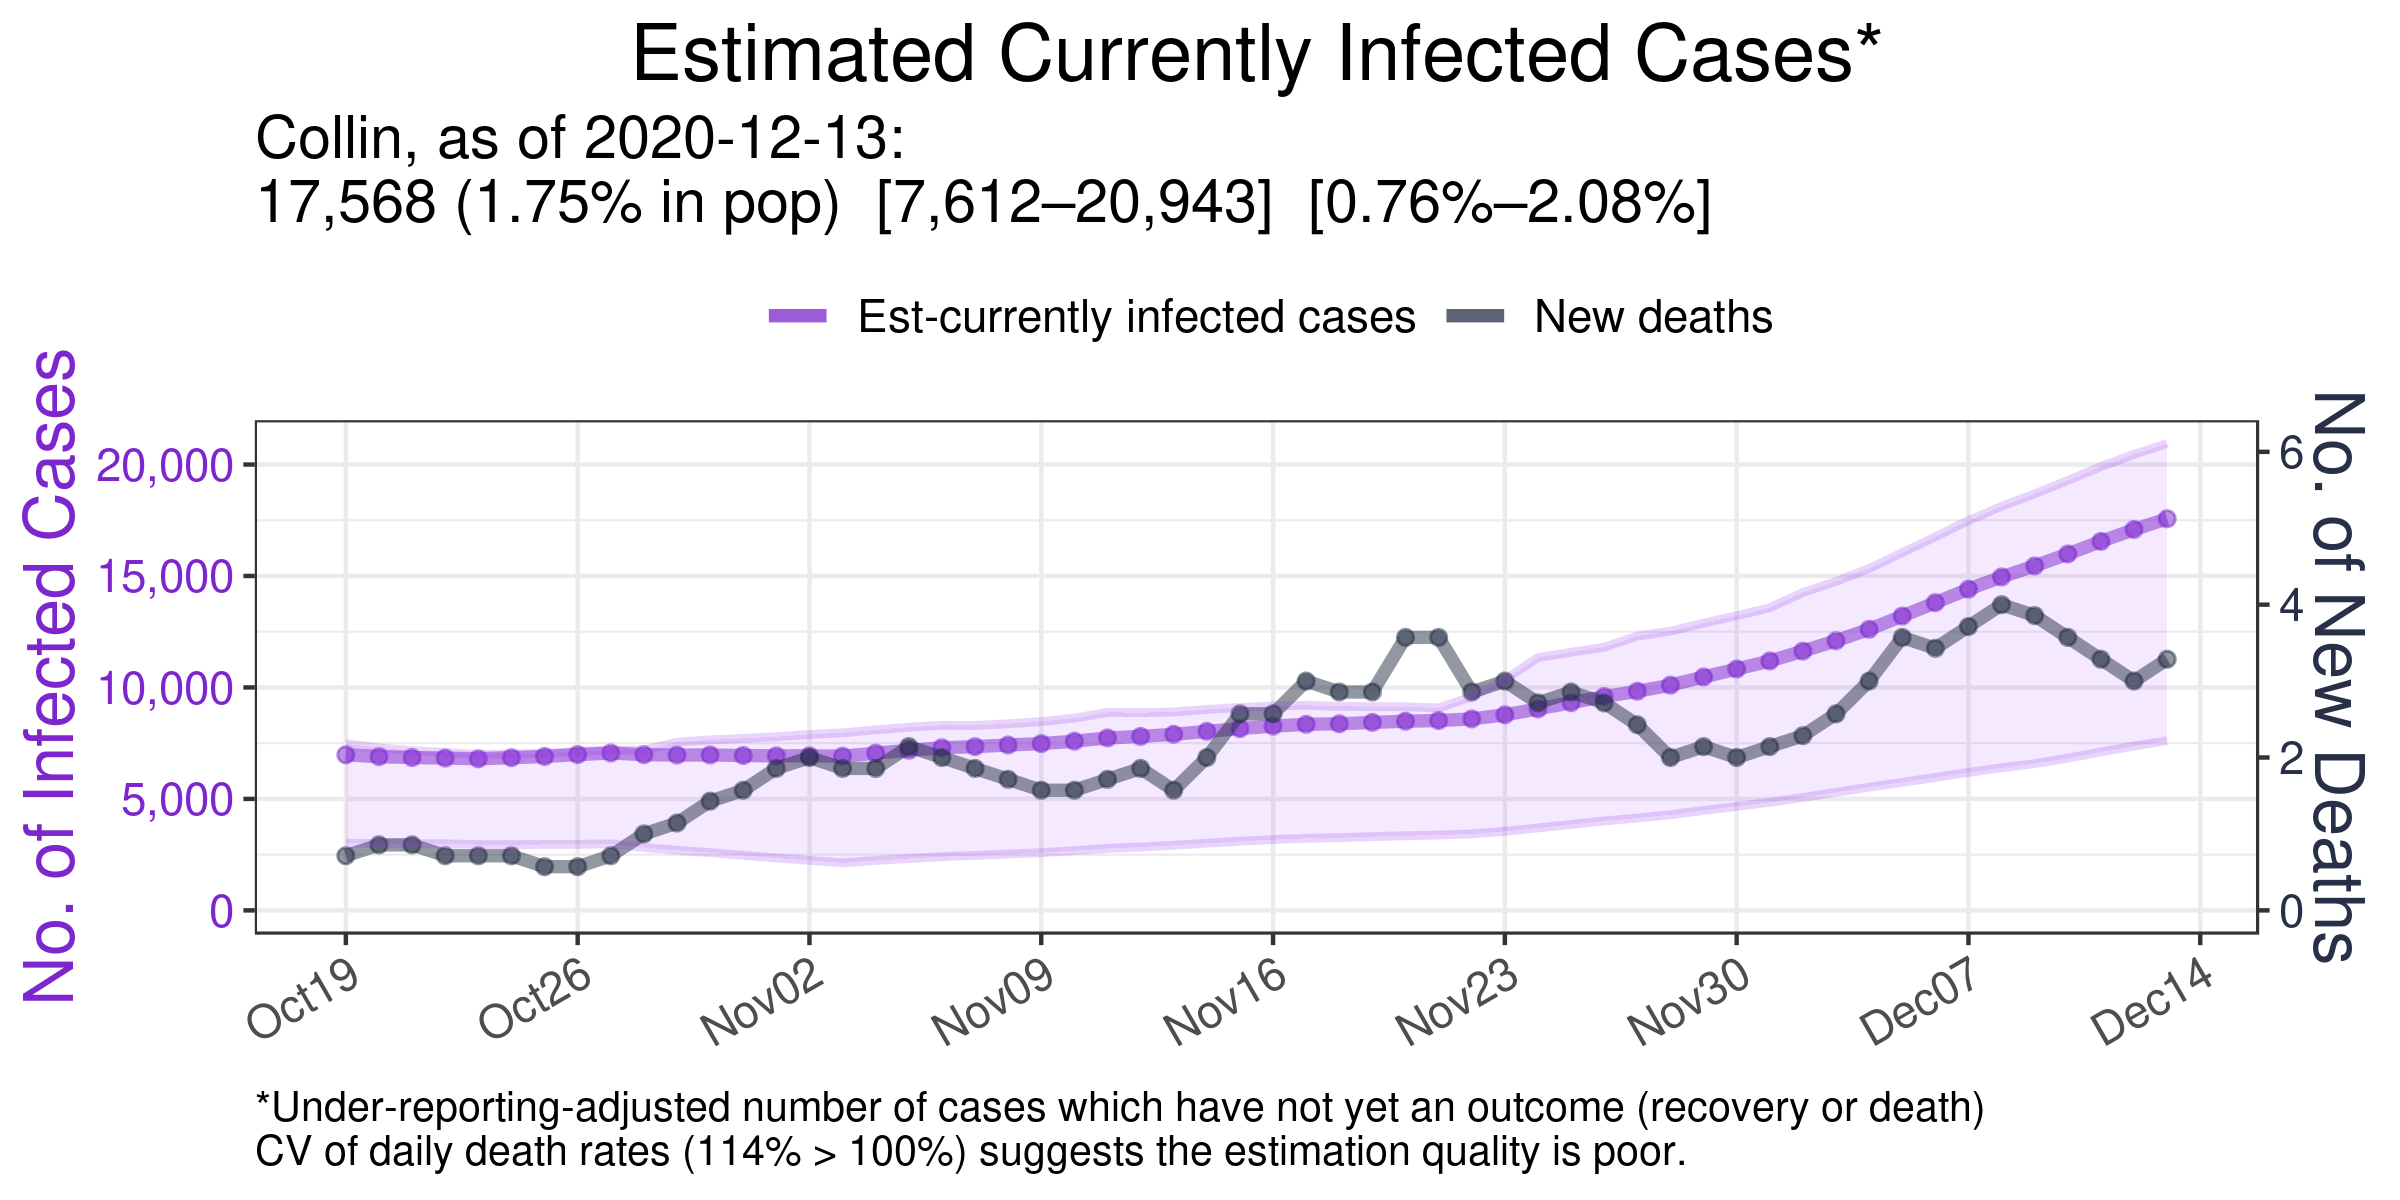 Estimated Currently Infected Cases*
Collin, as of 2020-12-13:
17,568 (1.75% in pop)  [7,612–20,943]  [0.76%–2.08%]
Est-currently infected cases
New deaths
No. of Infected Cases
20,000
15,000
10,000
5,000
0
6
4
2
0
No. of New Deaths
Oct19
Oct26
Nov02
Nov09
Nov16
Nov23
Nov30
Dec07
Dec14
*Under-reporting-adjusted number of cases which have not yet an outcome (recovery or death)
CV of daily death rates (114% > 100%) suggests the estimation quality is poor.